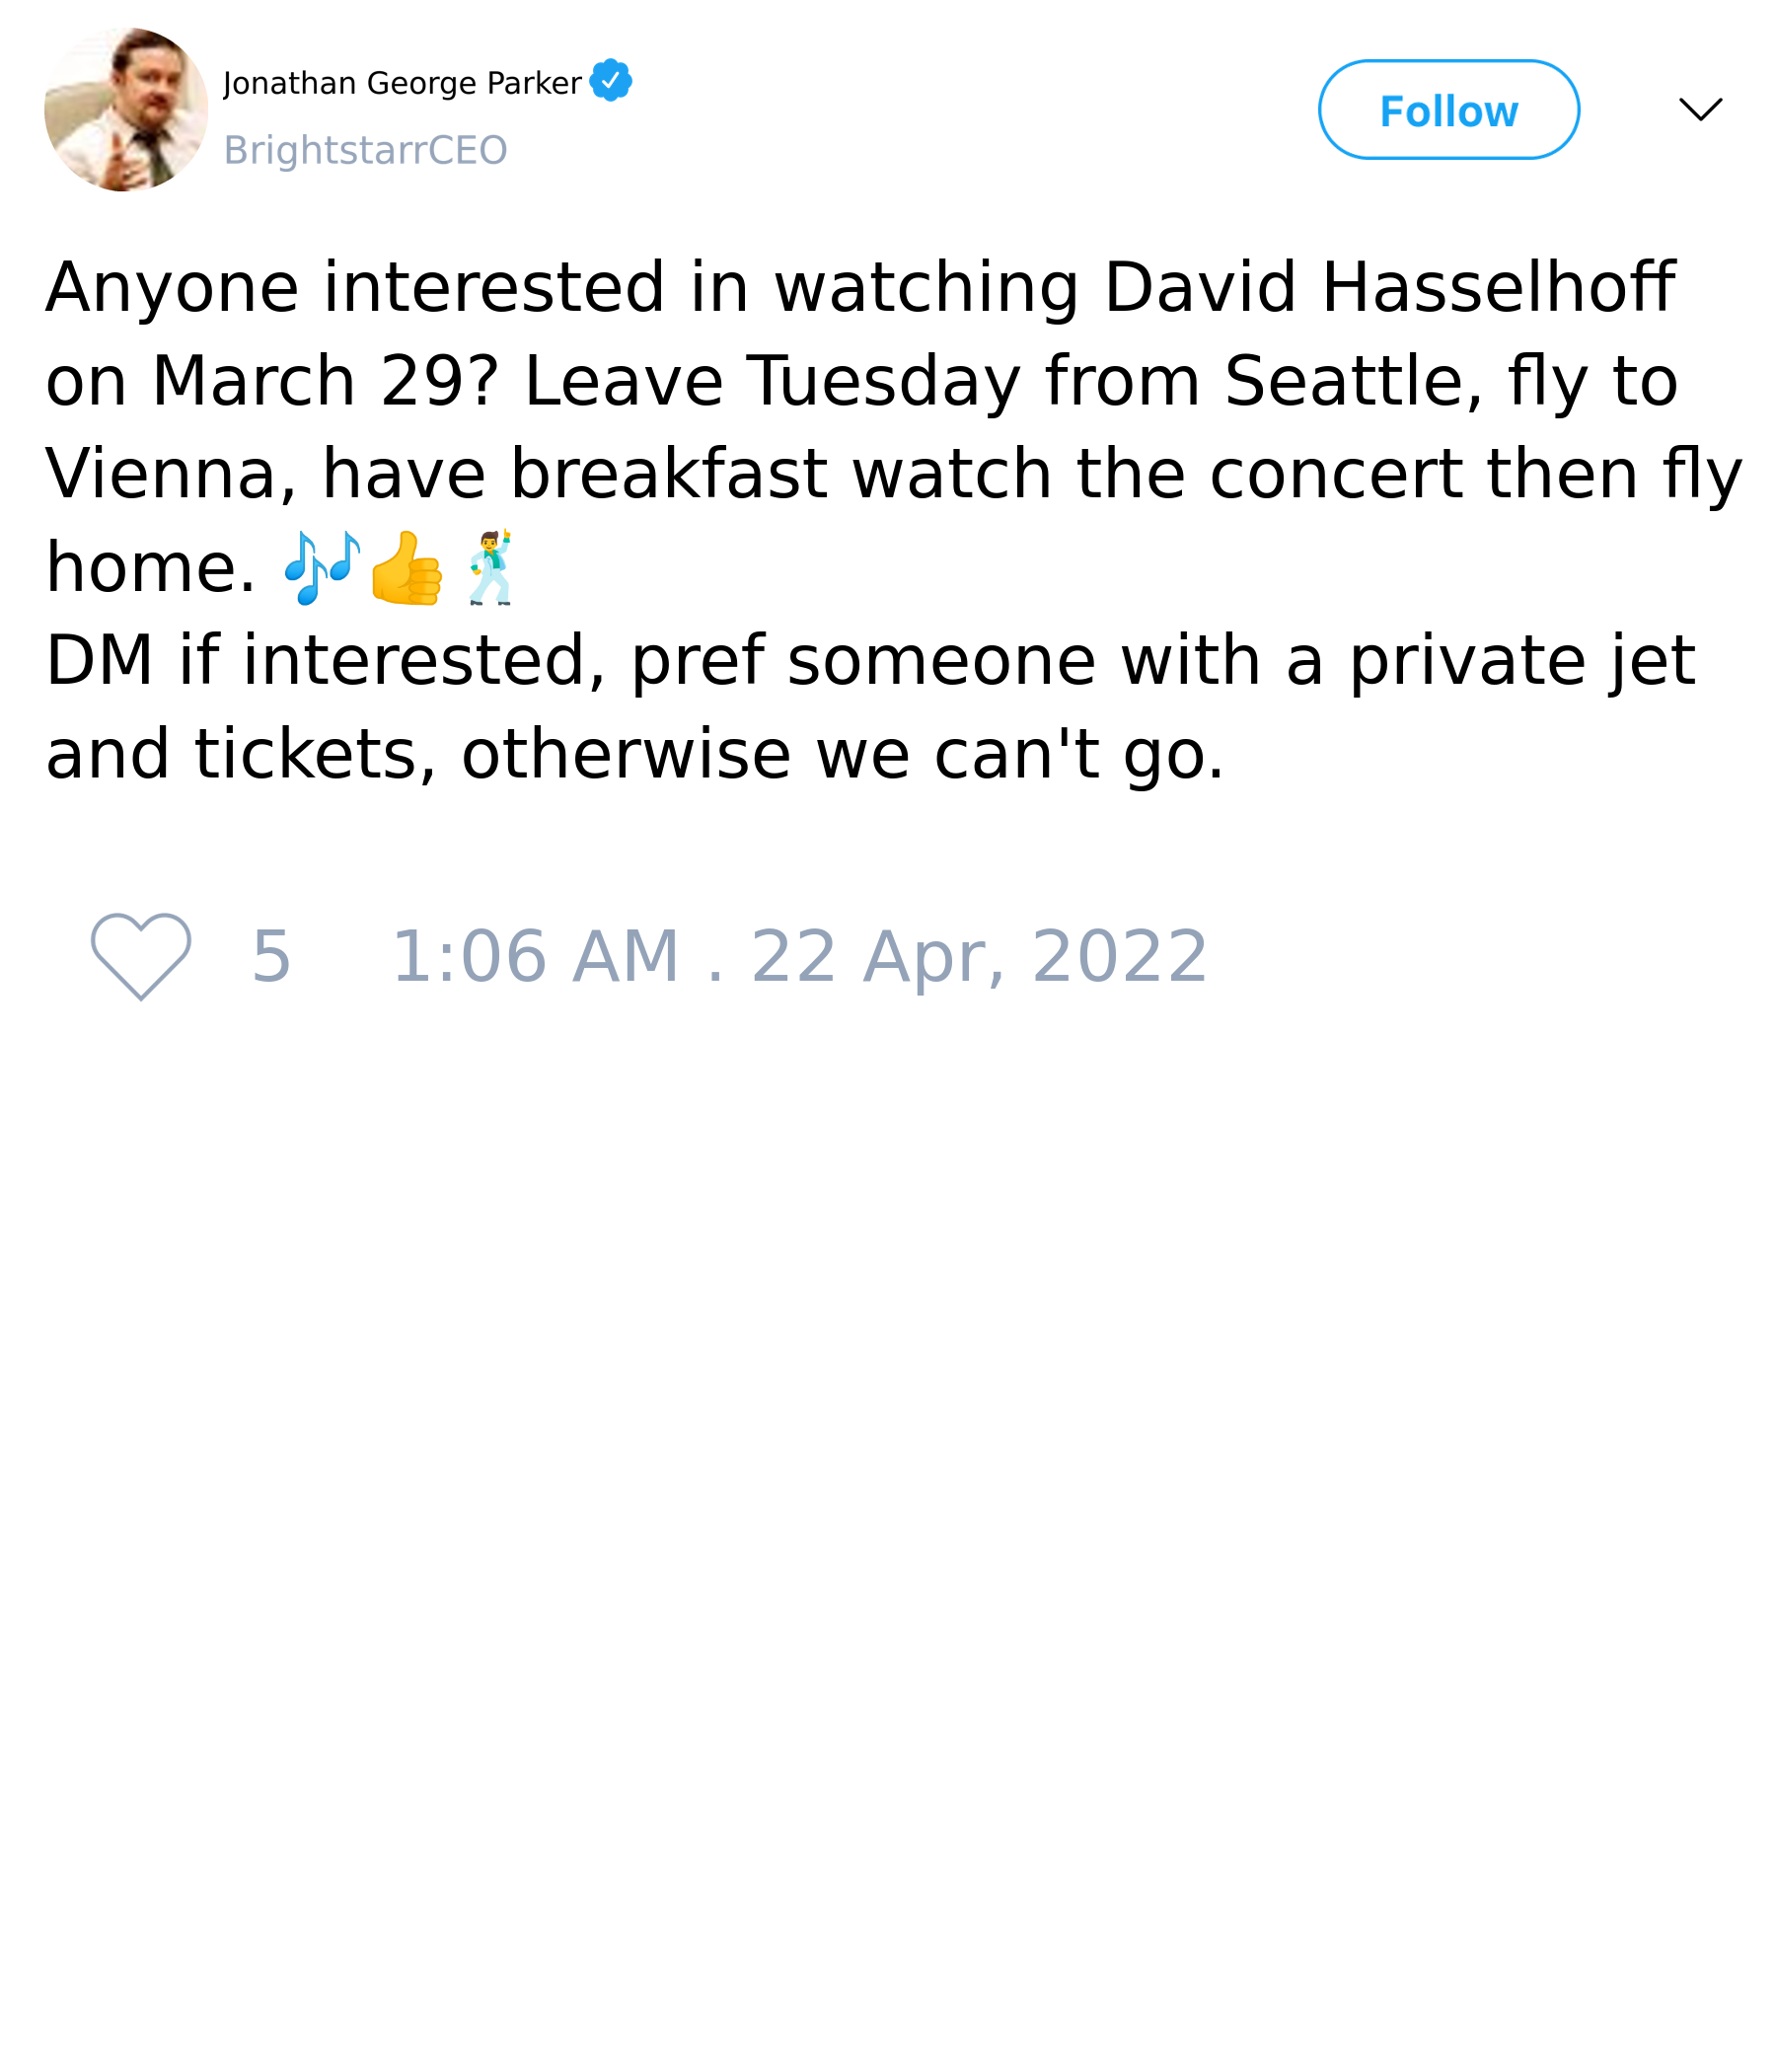 Jonathan George Parker
Follow
BrightstarrCEO
Anyone interested in watching David Hasselhoff
on March 29? Leave Tuesday from Seattle, fly to
Vienna, have breakfast watch the concert then fly
home. 🎶👍🕺
DM if interested, pref someone with a private jet
and tickets, otherwise we can't go.
5 1:06 AM . 22 Apr, 2022